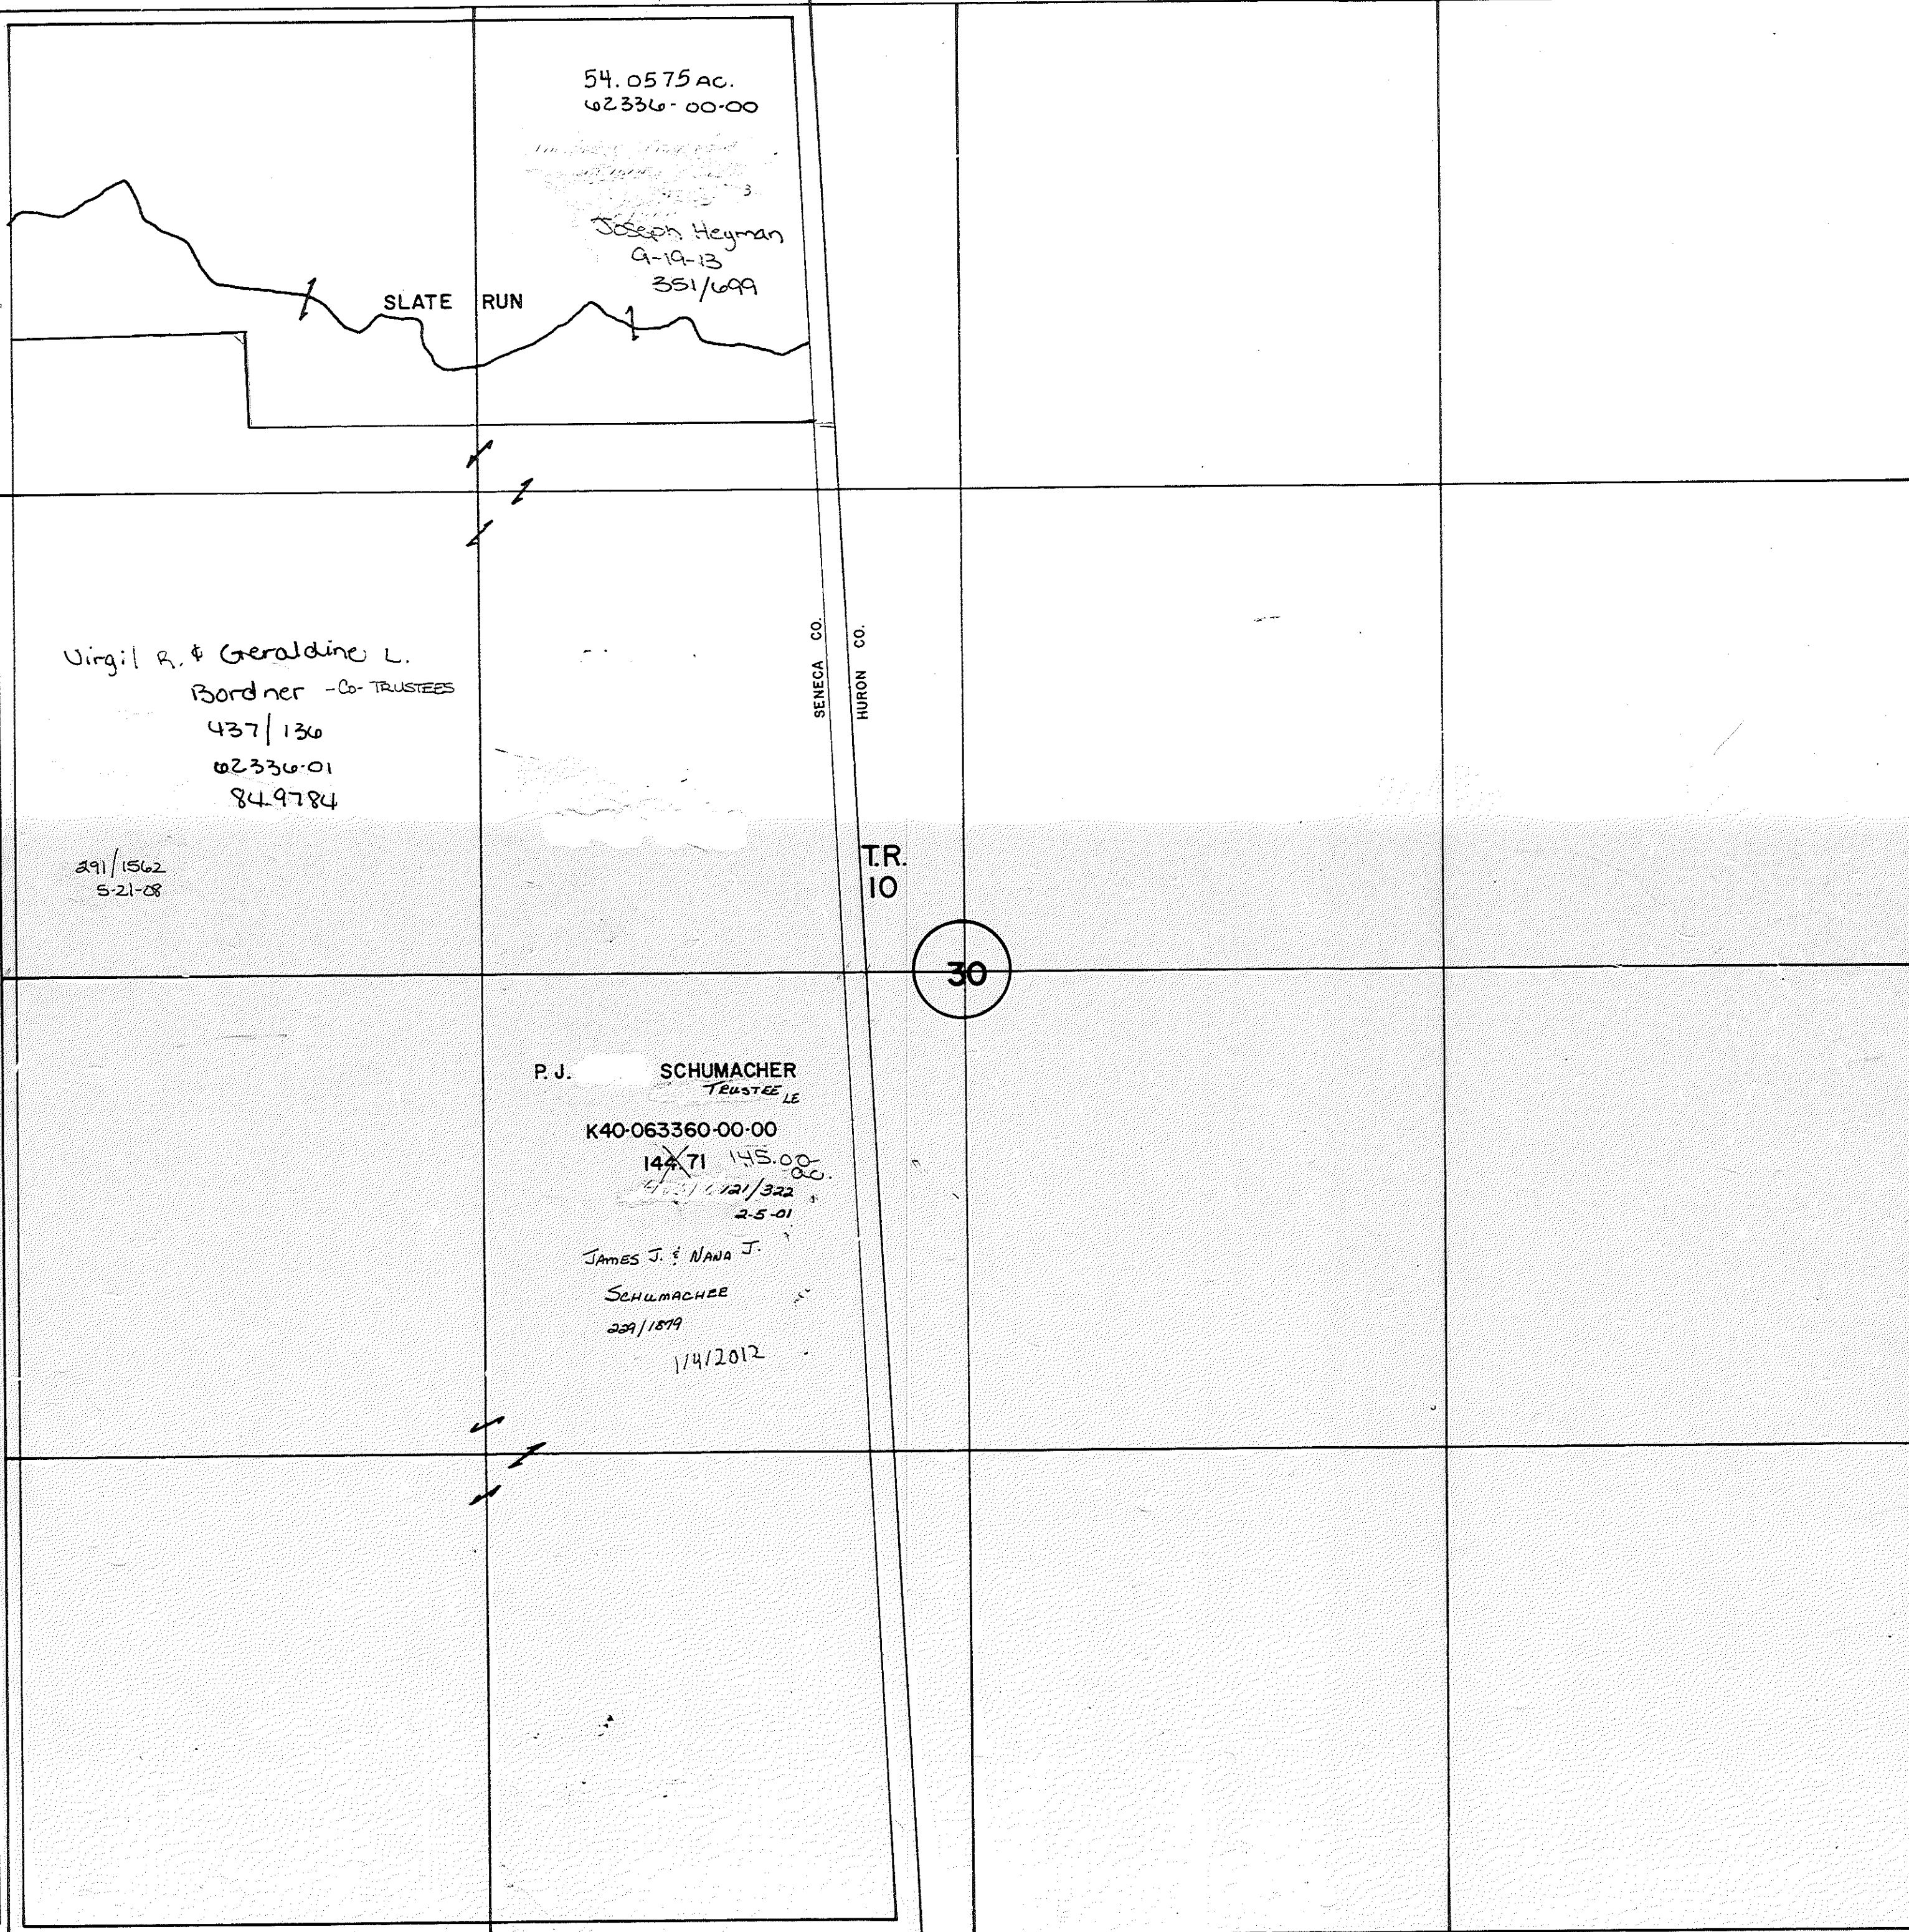 54.0575 AC.
62336-00-00
Joseph Heyman
9-19-13
351/699
SLATE RUN
Virgil R. & Geraldine L.
Bordner - Co-TRUSTEES
437/136
62336-01
84.9784
291/1562
5-21-08
SENECA CO.
HURON CO.
T.R.
10
30
P. J. SCHUMACHER
TRUSTEE LE
K40-063360-00-00
144.71 145.00
ac.
121/322
2-5-01
JAMES J. & NANA J.
SCHUMACHER
229/1879
1/4/2012